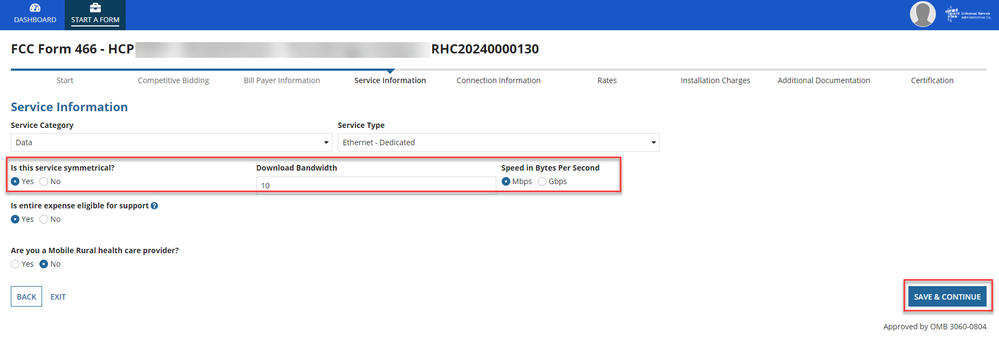 DASHBOARD
START A FORM
Universal Service
Administrative Co.
FCC Form 466 - HCP
RHC20240000130
Start
Competitive Bidding
Bill Payer Information
Service Information
Connection Information
Rates
Installation Charges
Additional Documentation
Certification
Service Information
Service Category
Service Type
Data
Ethernet - Dedicated
Is this service symmetrical?
Download Bandwidth
Speed in Bytes Per Second
Yes No
10
Mbps Gbps
Is entire expense eligible for support ?
Yes No
Are you a Mobile Rural health care provider?
Yes No
BACK
EXIT
SAVE & CONTINUE
Approved by OMB 3060-0804